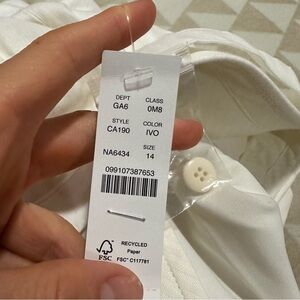 DEPT CLASS
GA6 0M8
STYLE COLOR
CA190 IVO
SIZE
NA6434 14
099107387653
RECYCLED
Paper
FSC FSC® C117781